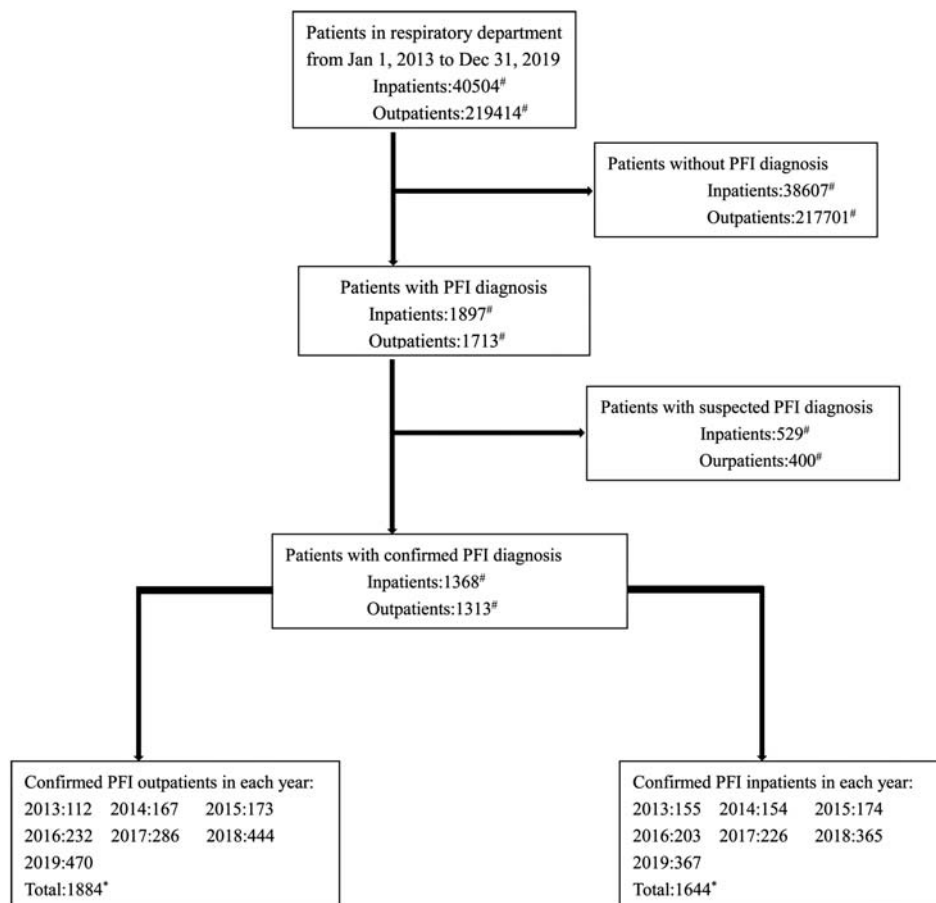 Patients in respiratory department
from Jan 1, 2013 to Dec 31, 2019
Inpatients:40504#
Outpatients:219414#
Patients without PFI diagnosis
Inpatients:38607#
Outpatients:217701#
Patients with PFI diagnosis
Inpatients:1897#
Outpatients:1713#
Patients with suspected PFI diagnosis
Inpatients:529#
Ourpatients:400#
Patients with confirmed PFI diagnosis
Inpatients:1368#
Outpatients:1313#
Confirmed PFI outpatients in each year:
2013:112 2014:167 2015:173
2016:232 2017:286 2018:444
2019:470
Total:1884*
Confirmed PFI inpatients in each year:
2013:155 2014:154 2015:174
2016:203 2017:226 2018:365
2019:367
Total:1644*